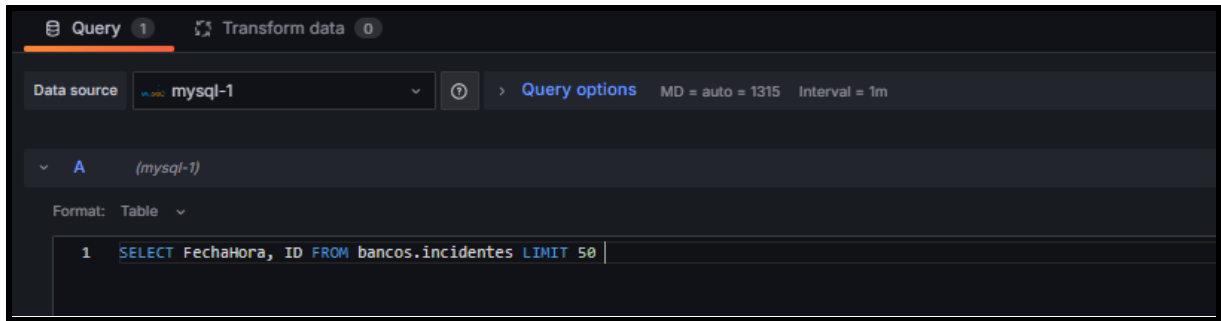 Query 1 Transform data 0
Data source mysql-1 Query options MD = auto = 1315 Interval = 1m
A (mysql-1)
Format: Table
1 SELECT FechaHora, ID FROM bancos.incidentes LIMIT 50